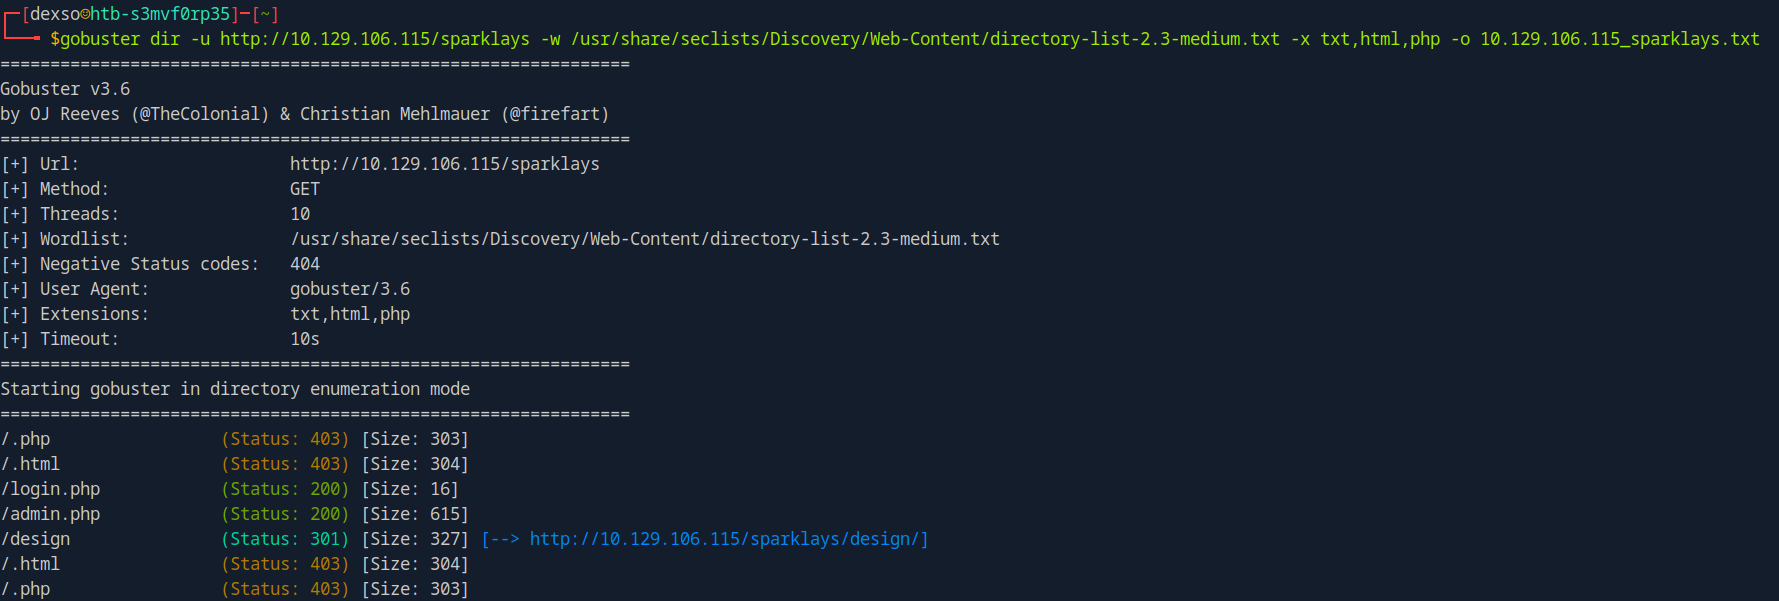 ┌─[dexso☺htb-s3mvf0rp35]─[~]
└──╼ $gobuster dir -u http://10.129.106.115/sparklays -w /usr/share/seclists/Discovery/Web-Content/directory-list-2.3-medium.txt -x txt,html,php -o 10.129.106.115_sparklays.txt
===============================================================
Gobuster v3.6
by OJ Reeves (@TheColonial) & Christian Mehlmauer (@firefart)
===============================================================
[+] Url:                     http://10.129.106.115/sparklays
[+] Method:                  GET
[+] Threads:                 10
[+] Wordlist:                /usr/share/seclists/Discovery/Web-Content/directory-list-2.3-medium.txt
[+] Negative Status codes:   404
[+] User Agent:              gobuster/3.6
[+] Extensions:              txt,html,php
[+] Timeout:                 10s
===============================================================
Starting gobuster in directory enumeration mode
===============================================================
/.php                 (Status: 403) [Size: 303]
/.html                (Status: 403) [Size: 304]
/login.php            (Status: 200) [Size: 16]
/admin.php            (Status: 200) [Size: 615]
/design               (Status: 301) [Size: 327] [--> http://10.129.106.115/sparklays/design/]
/.html                (Status: 403) [Size: 304]
/.php                 (Status: 403) [Size: 303]